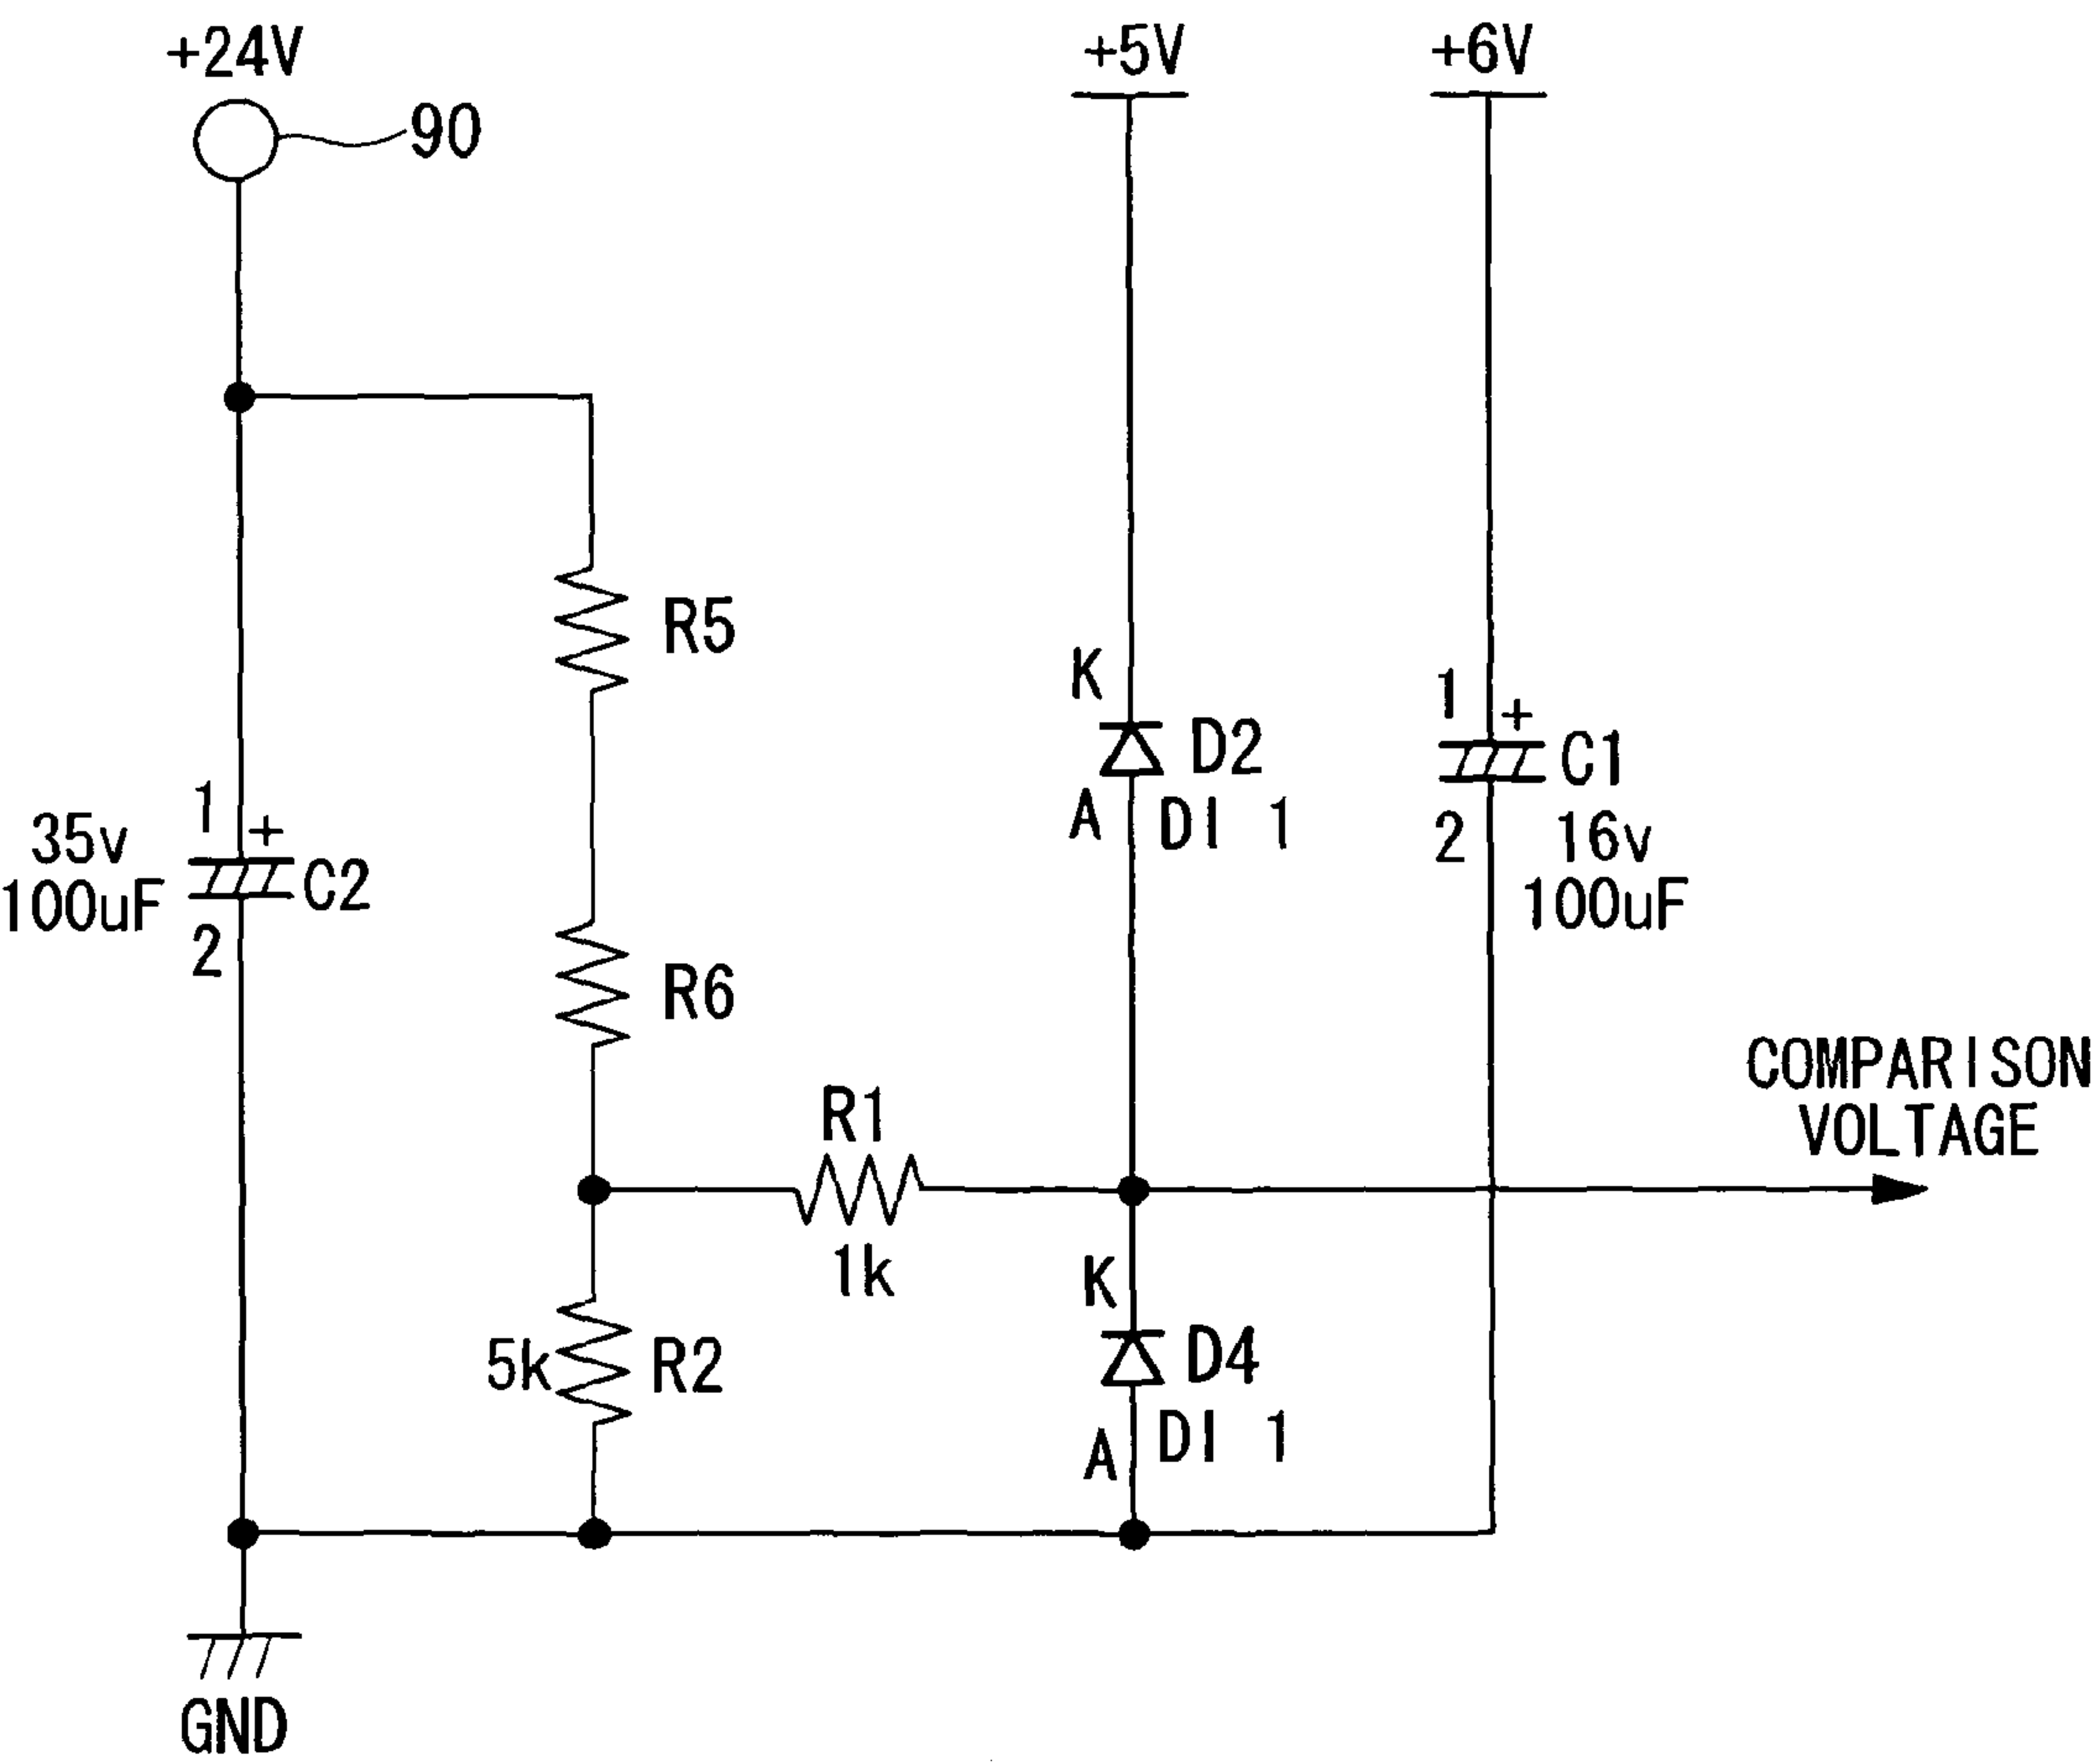 +24V
90
+5V
+6V
R5
K
D2
A
DI 1
1
+
C1
2
16v
100uF
1
+
35v
100uF
C2
2
R6
COMPARISON
VOLTAGE
R1
1k
K
D4
A
DI 1
5k
R2
GND